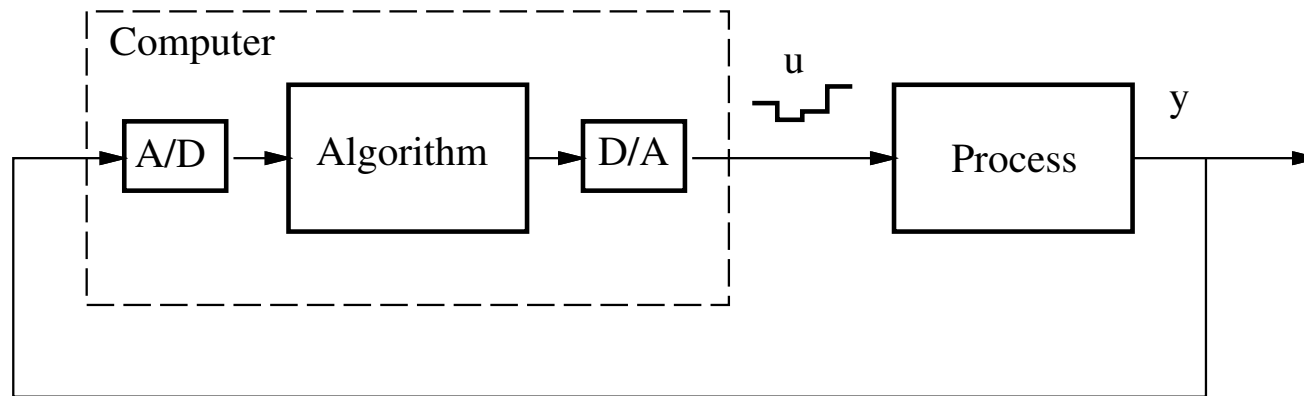 Computer
A/D
Algorithm
D/A
u
Process
y